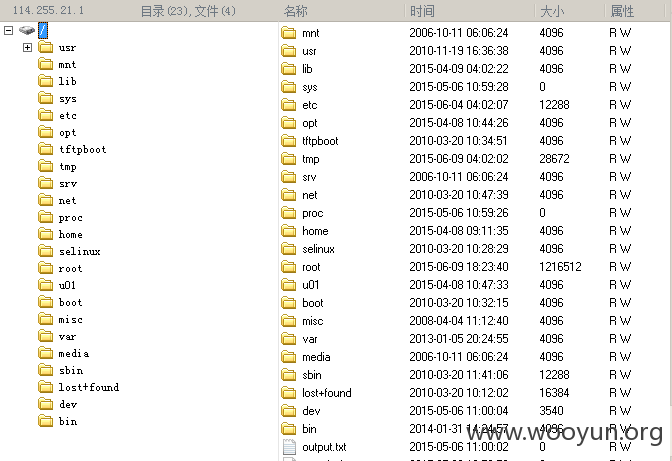 114.255.21.1 目录(23),文件(4) 名称 时间 大小 属性
/
usr
mnt
lib
sys
etc
opt
tftpboot
tmp
srv
net
proc
home
selinux
root
u01
boot
misc
var
media
sbin
lost+found
dev
bin
mnt 2006-10-11 06:06:24 4096 R W
usr 2010-11-19 16:36:38 4096 R W
lib 2015-04-09 04:02:22 4096 R W
sys 2015-05-06 10:59:28 0 R W
etc 2015-06-04 04:02:07 12288 R W
opt 2015-04-08 10:44:26 4096 R W
tftpboot 2010-03-20 10:34:51 4096 R W
tmp 2015-06-09 04:02:02 28672 R W
srv 2006-10-11 06:06:24 4096 R W
net 2010-03-20 10:47:39 4096 R W
proc 2015-05-06 10:59:26 0 R W
home 2015-04-08 09:11:35 4096 R W
selinux 2010-03-20 10:28:29 4096 R W
root 2015-06-09 18:23:40 1216512 R W
u01 2015-04-08 10:47:33 4096 R W
boot 2010-03-20 10:32:15 4096 R W
misc 2008-04-04 11:12:40 4096 R W
var 2013-01-05 20:24:55 4096 R W
media 2006-10-11 06:06:24 4096 R W
sbin 2010-03-20 11:41:06 12288 R W
lost+found 2010-03-20 10:12:02 16384 R W
dev 2015-05-06 11:00:04 3540 R W
bin 2014-01-31 14:24:57 4096 R W
output.txt 2015-05-06 11:00:02 0 R W
www.wooyun.org